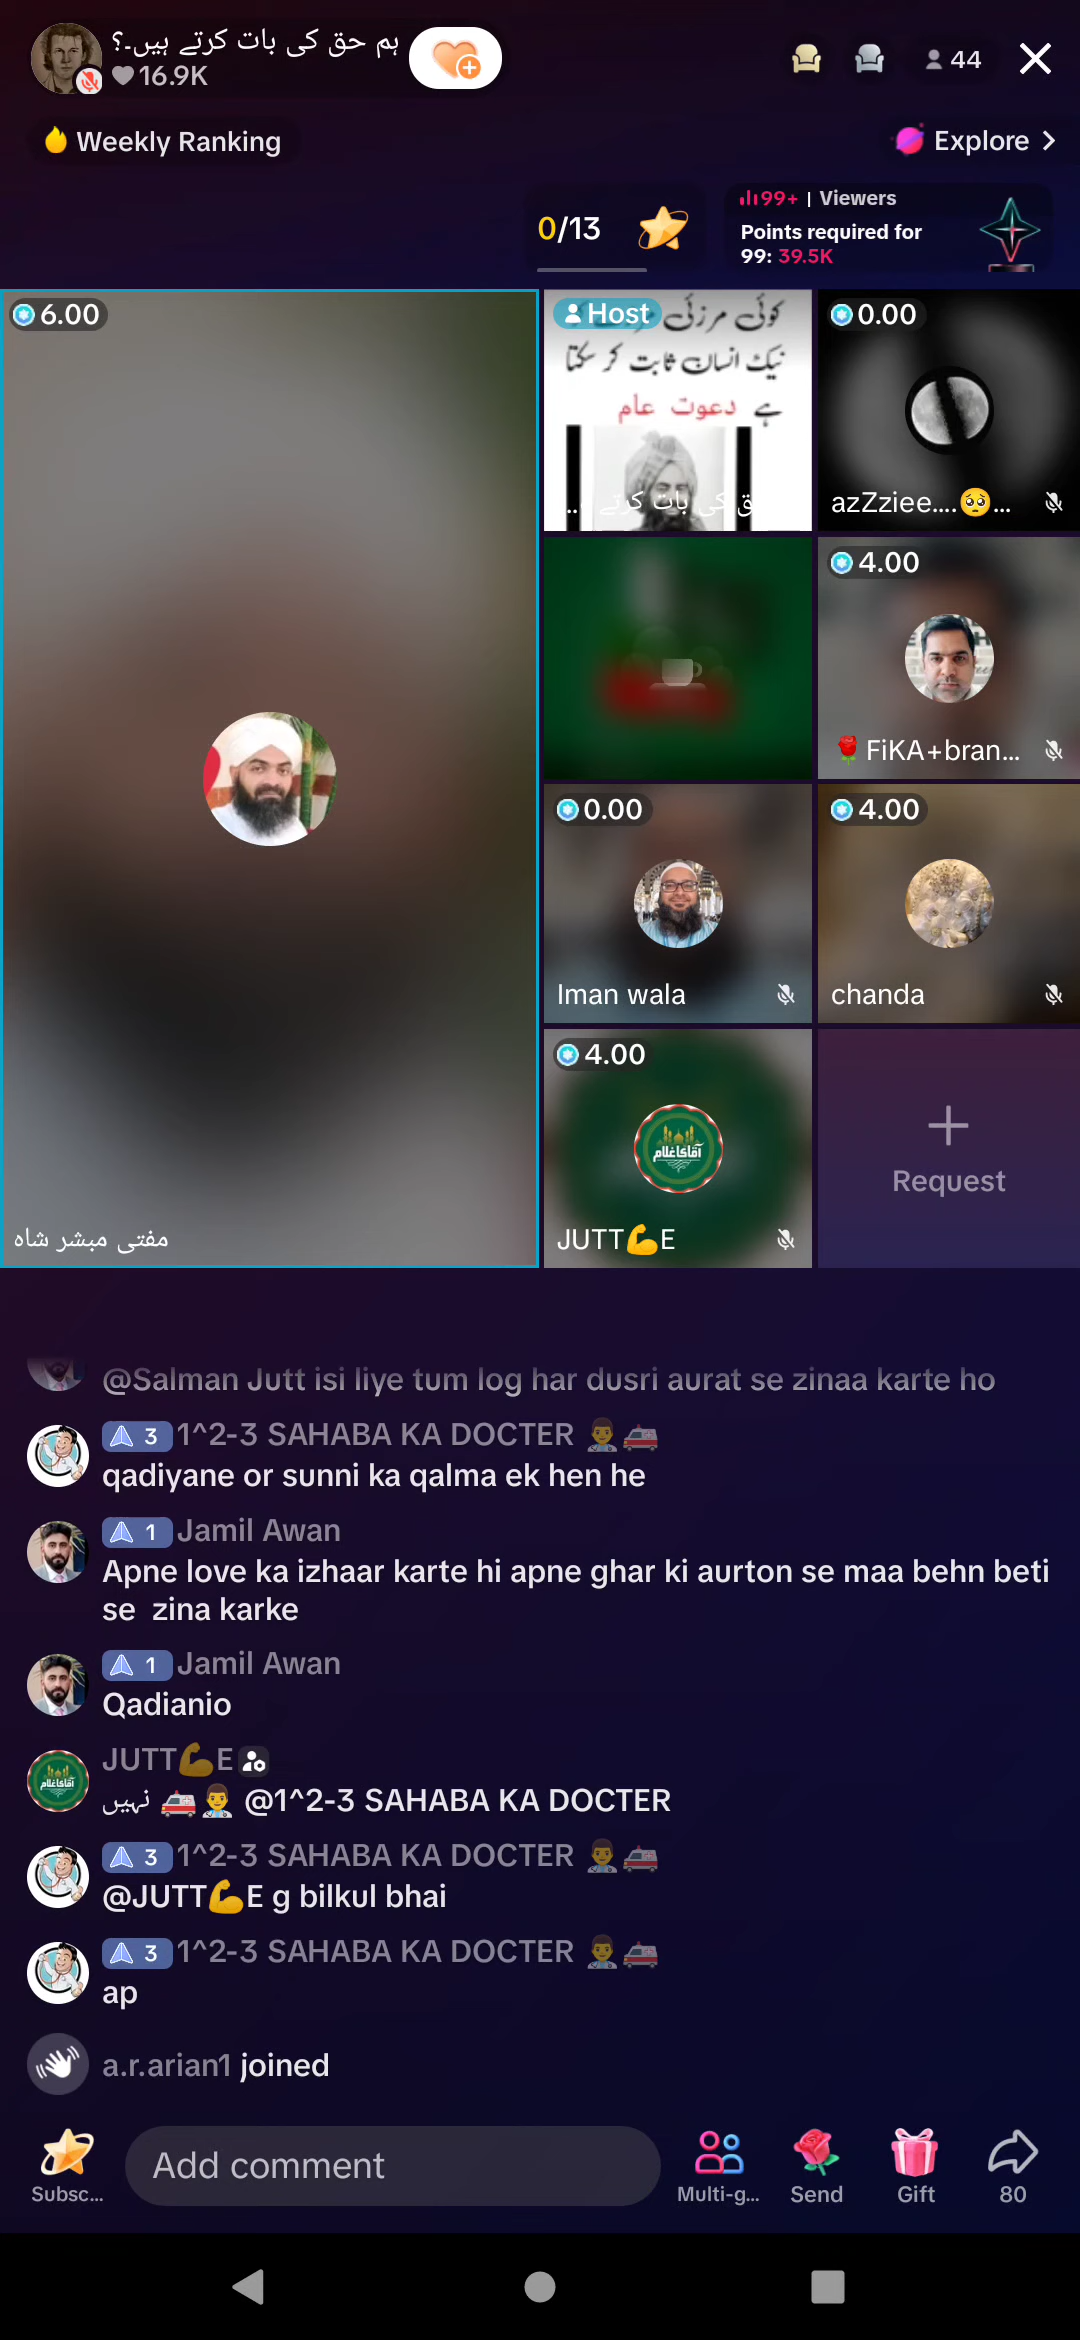 ہم حق کی بات کرتے ہیں۔؟
16.9K
44
Weekly Ranking
Explore
0/13
99+ | Viewers
Points required for
99: 39.5K
6.00
مفتی مبشر شاہ
Host
کوئی مرزئی
نیک انسان ثابت کر سکتا
ہے دعوت عام
ق کی بات کرتے ...
0.00
azZziee....🥺...
4.00
🌹FiKA+bran...
0.00
Iman wala
4.00
chanda
4.00
آقا کا غلام
JUTT💪E
Request
@Salman Jutt isi liye tum log har dusri aurat se zinaa karte ho
3 1^2-3 SAHABA KA DOCTER 👨‍⚕️🚑
qadiyane or sunni ka qalma ek hen he
1 Jamil Awan
Apne love ka izhaar karte hi apne ghar ki aurton se maa behn beti
se zina karke
1 Jamil Awan
Qadianio
JUTT💪E
نہیں 🚑👨‍⚕️ @1^2-3 SAHABA KA DOCTER
3 1^2-3 SAHABA KA DOCTER 👨‍⚕️🚑
@JUTT💪E g bilkul bhai
3 1^2-3 SAHABA KA DOCTER 👨‍⚕️🚑
ap
a.r.arian1 joined
Add comment
Subsc...
Multi-g...
Send
Gift
80